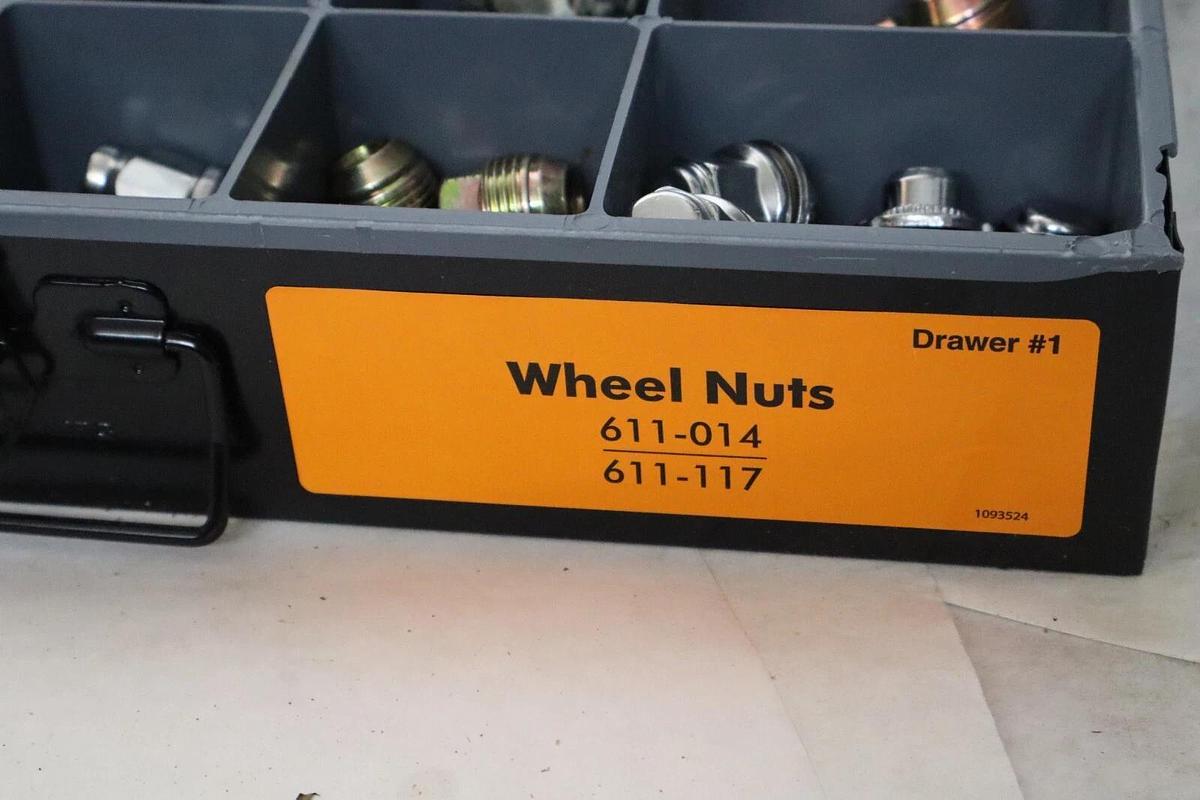 Drawer #1
Wheel Nuts
611-014
611-117
1093524